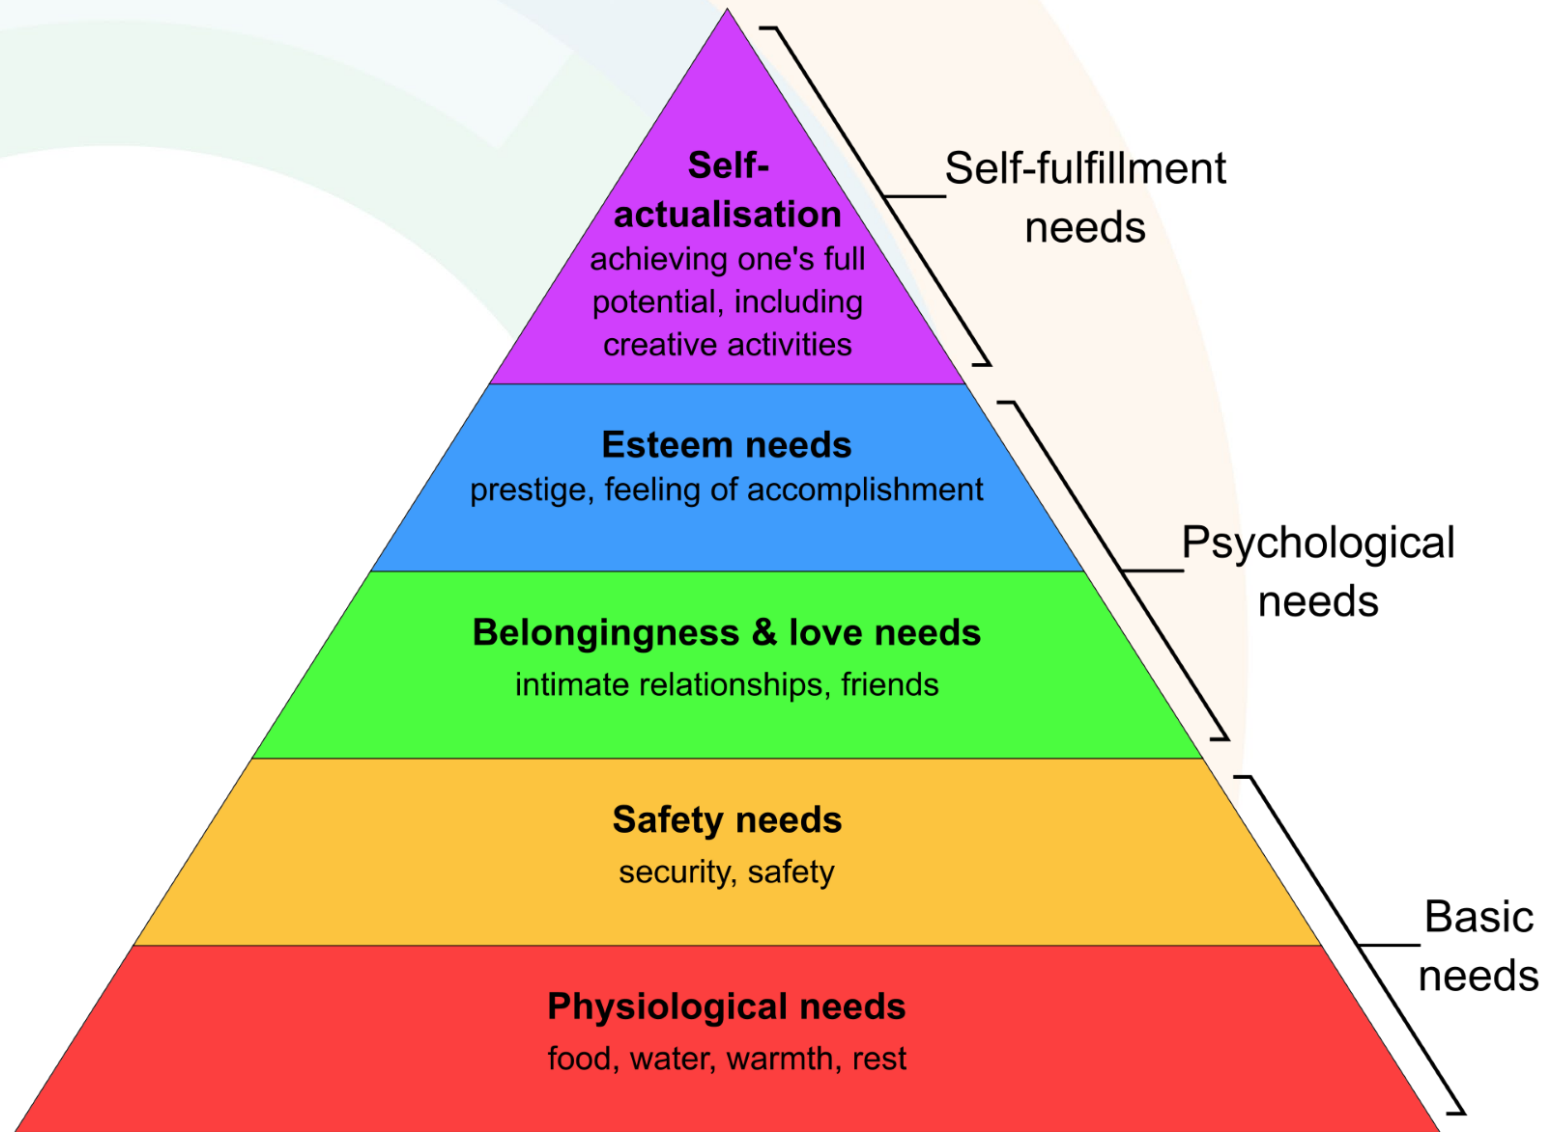 Self-
actualisation
achieving one's full
potential, including
creative activities
Self-fulfillment
needs
Esteem needs
prestige, feeling of accomplishment
Psychological
needs
Belongingness & love needs
intimate relationships, friends
Safety needs
security, safety
Basic
needs
Physiological needs
food, water, warmth, rest